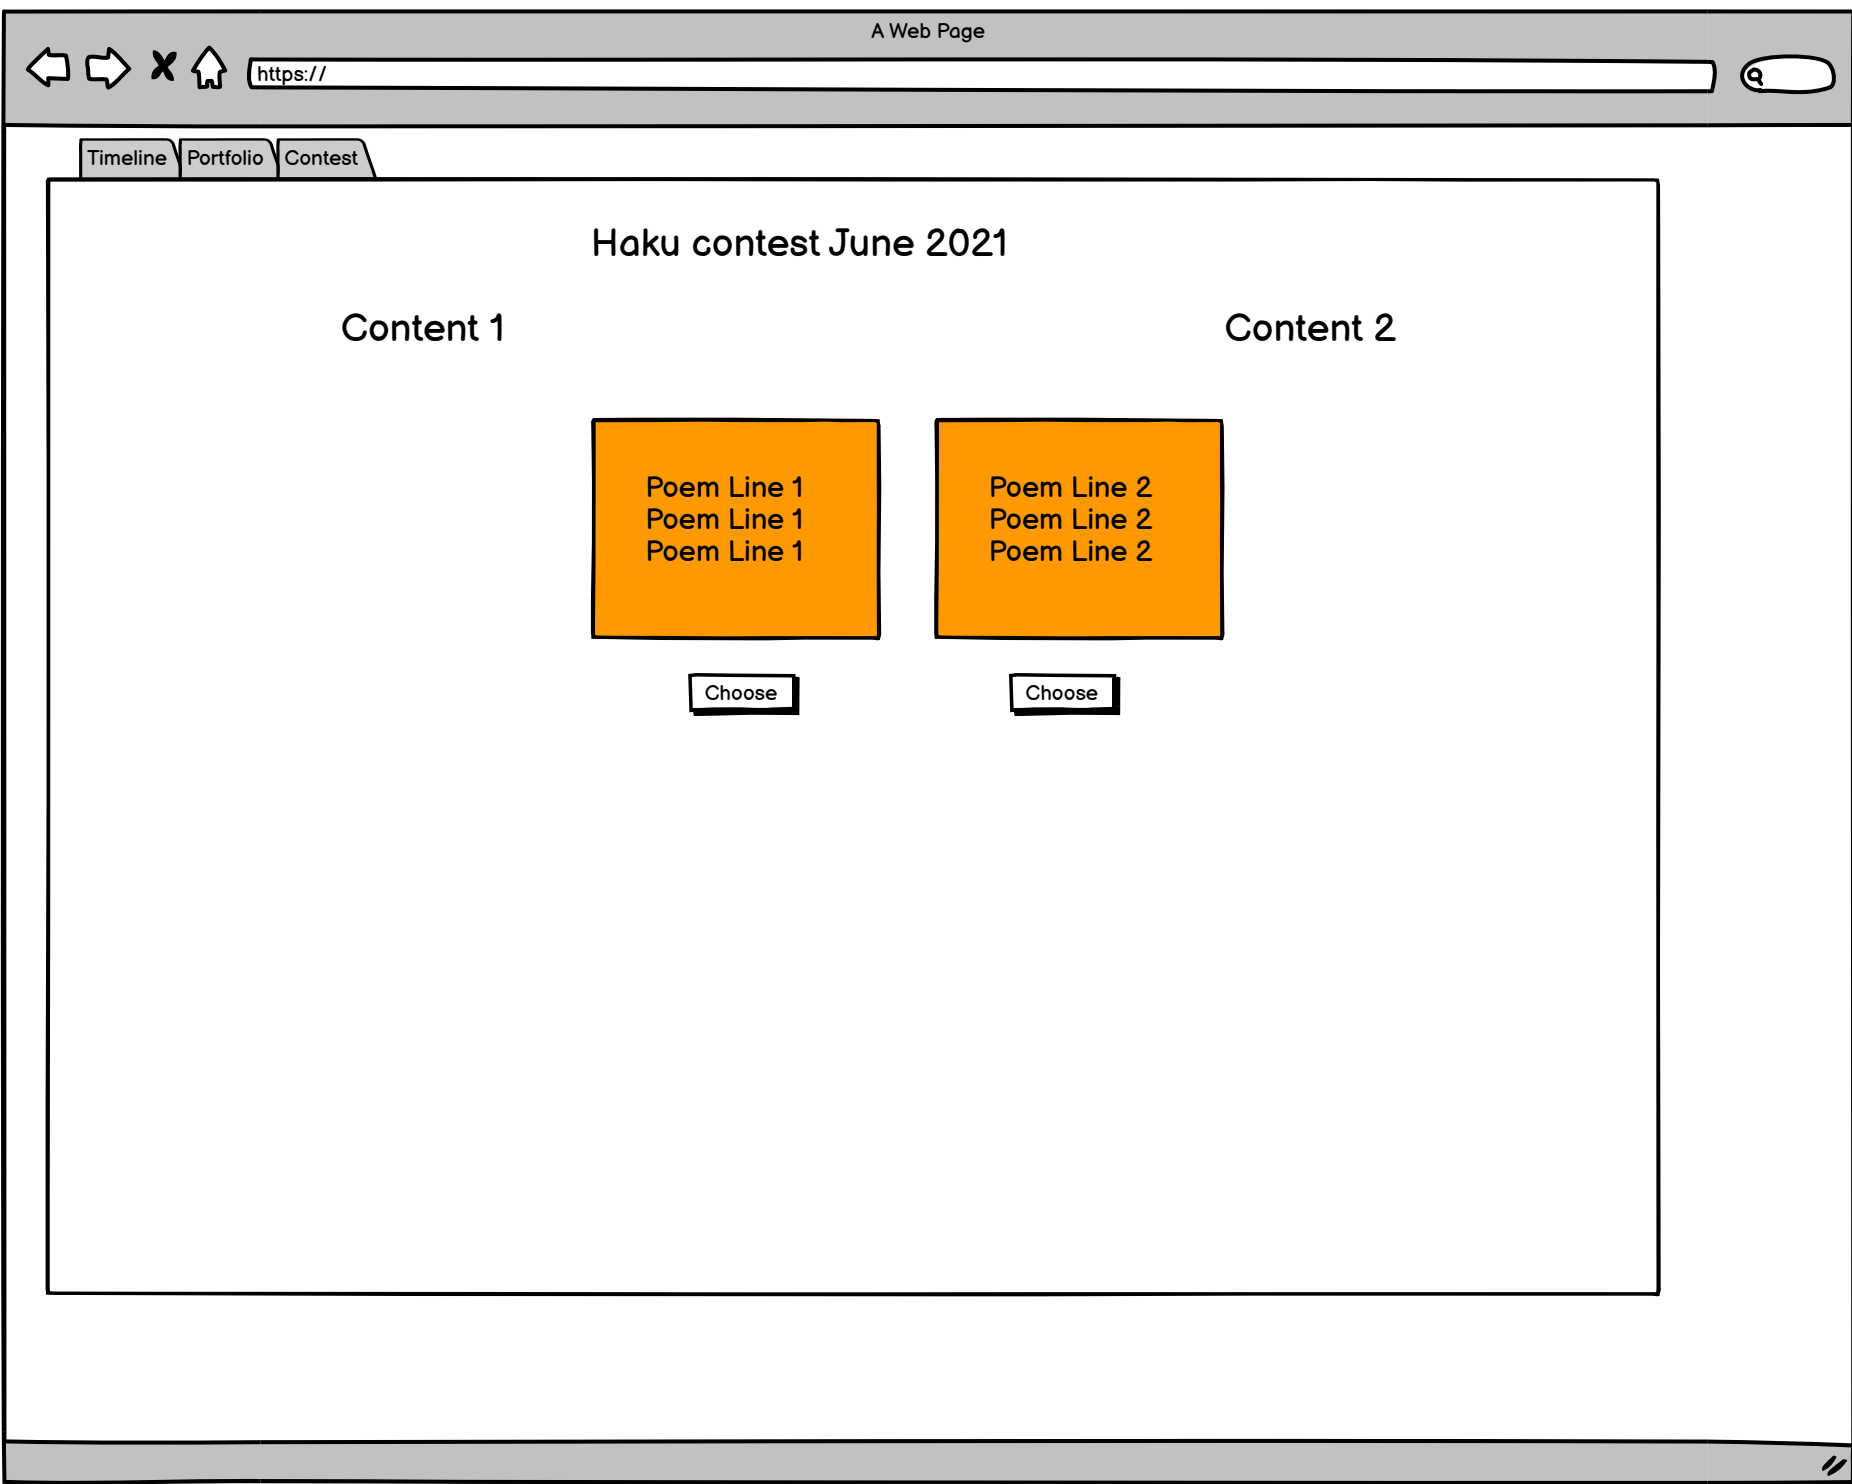 A Web Page
https://
Timeline Portfolio Contest
Haku contest June 2021
Content 1 Content 2
Poem Line 1
Poem Line 1
Poem Line 1
Poem Line 2
Poem Line 2
Poem Line 2
Choose Choose